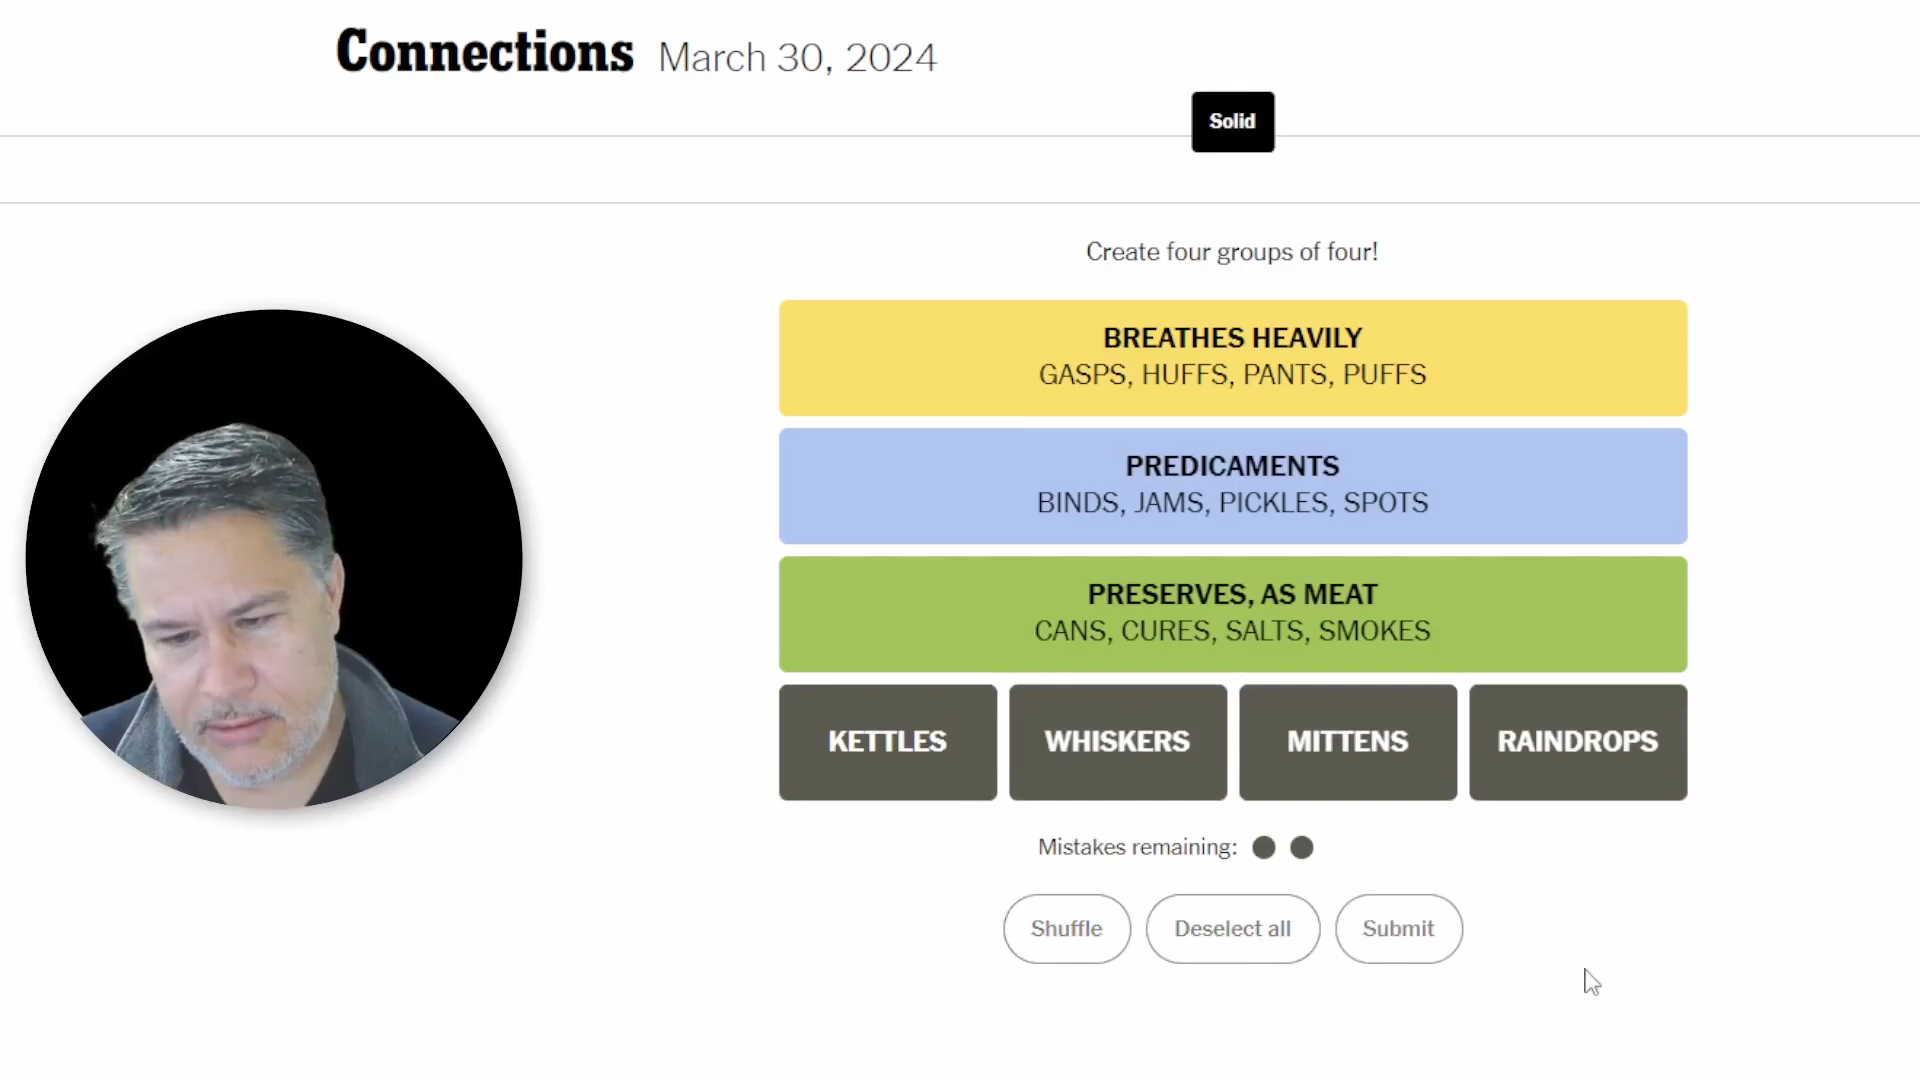 Connections March 30, 2024
Solid
Create four groups of four!
BREATHES HEAVILY
GASPS, HUFFS, PANTS, PUFFS
PREDICAMENTS
BINDS, JAMS, PICKLES, SPOTS
PRESERVES, AS MEAT
CANS, CURES, SALTS, SMOKES
KETTLES WHISKERS MITTENS RAINDROPS
Mistakes remaining:
Shuffle Deselect all Submit